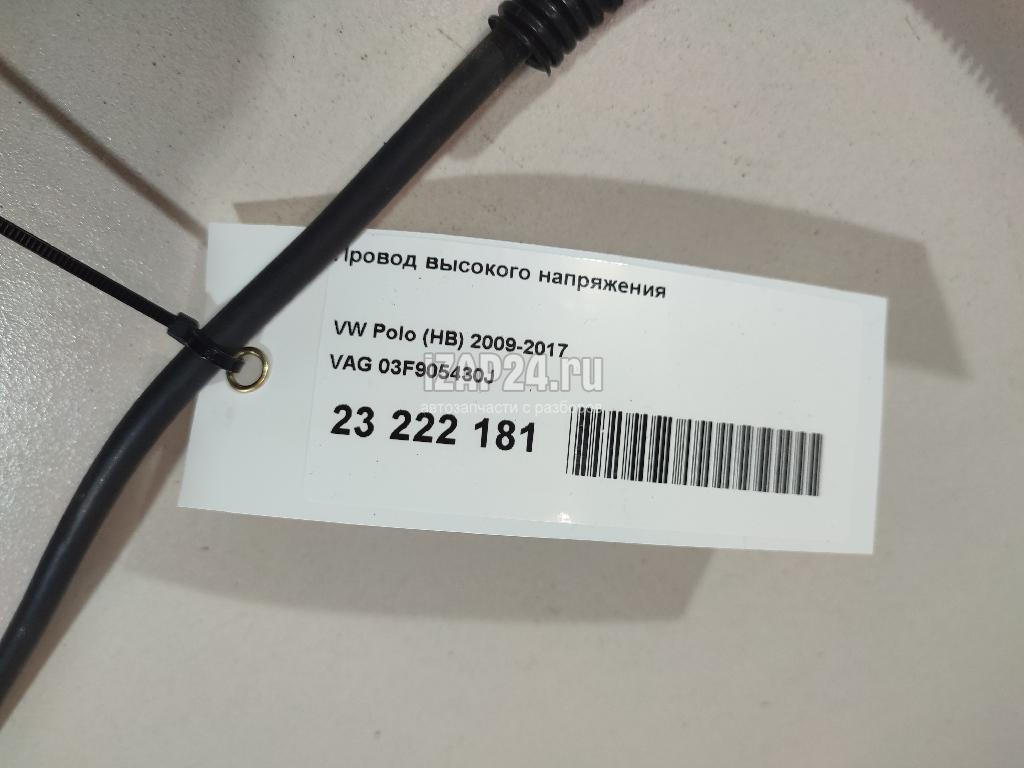 Провод высокого напряжения
VW Polo (HB) 2009-2017
VAG 03F905430J
iZAP24.ru
автозапчасти с разборов
23 222 181